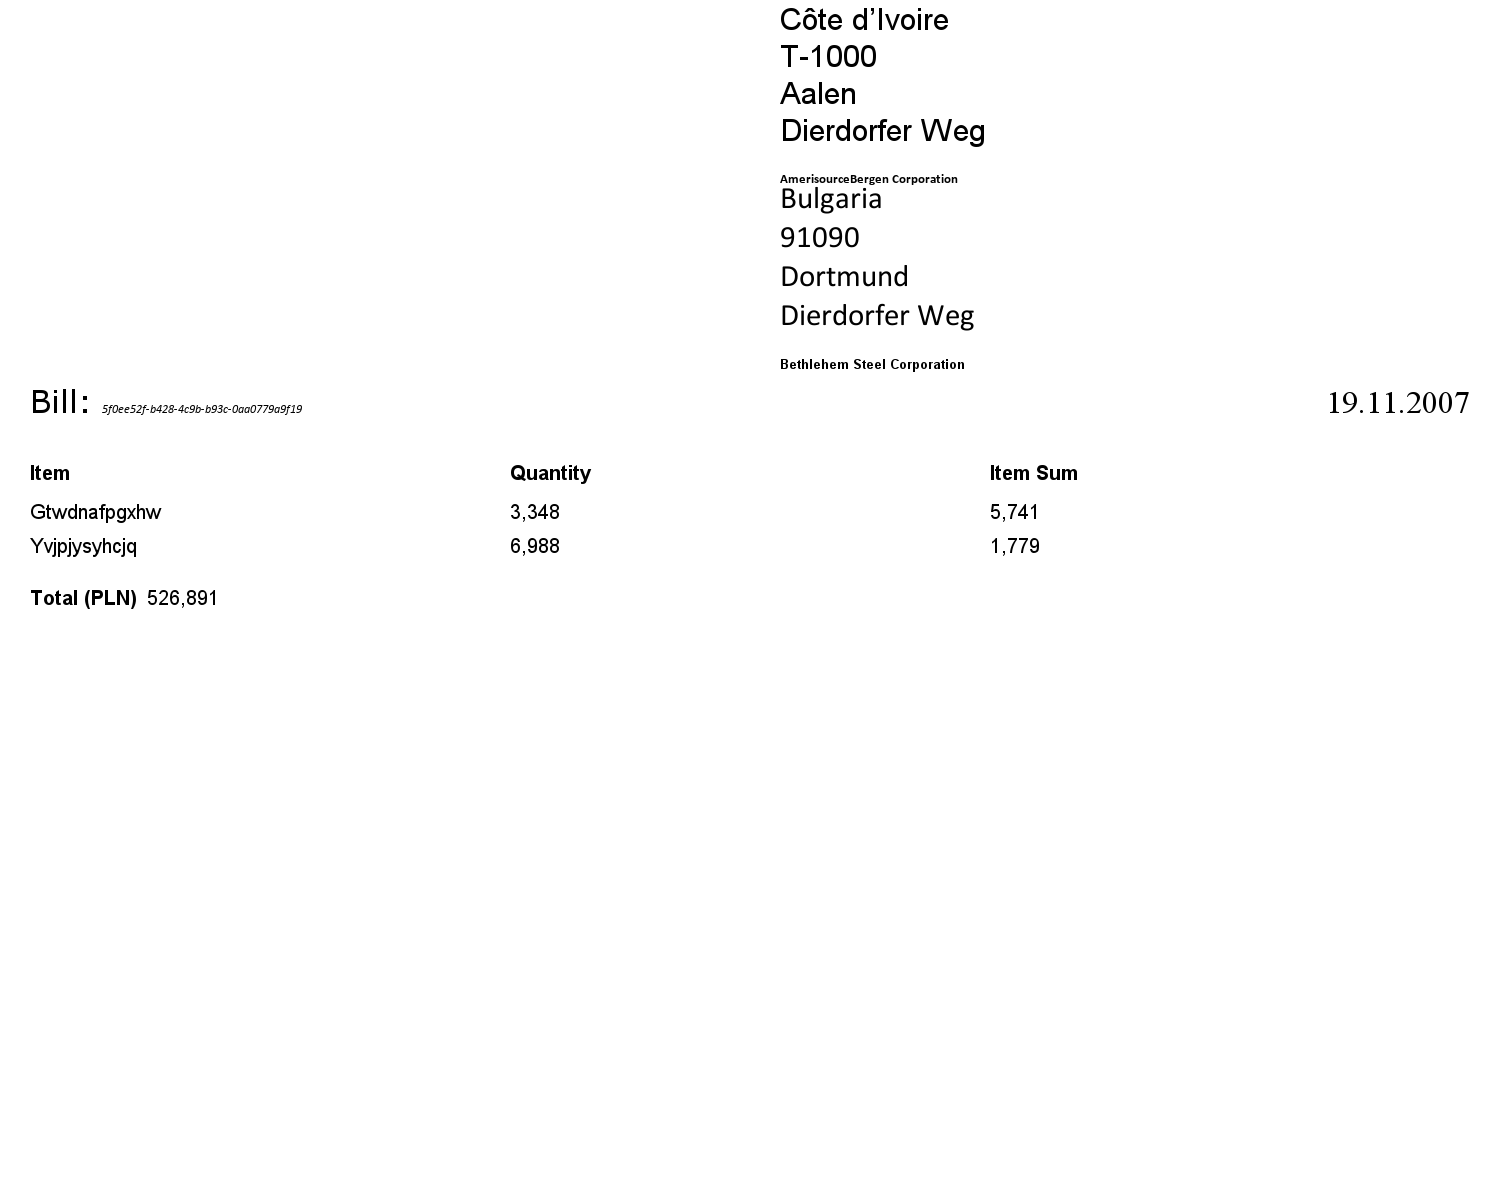 Côte d’Ivoire
T-1000
Aalen
Dierdorfer Weg
AmerisourceBergen Corporation
Bulgaria
91090
Dortmund
Dierdorfer Weg
Bethlehem Steel Corporation
Bill: 5f0ee52f-b428-4c9b-b93c-0aa0779a9f19 19.11.2007
Item Quantity Item Sum
Gtwdnafpgxhw 3,348 5,741
Yvjpjysyhcjq 6,988 1,779
Total (PLN) 526,891